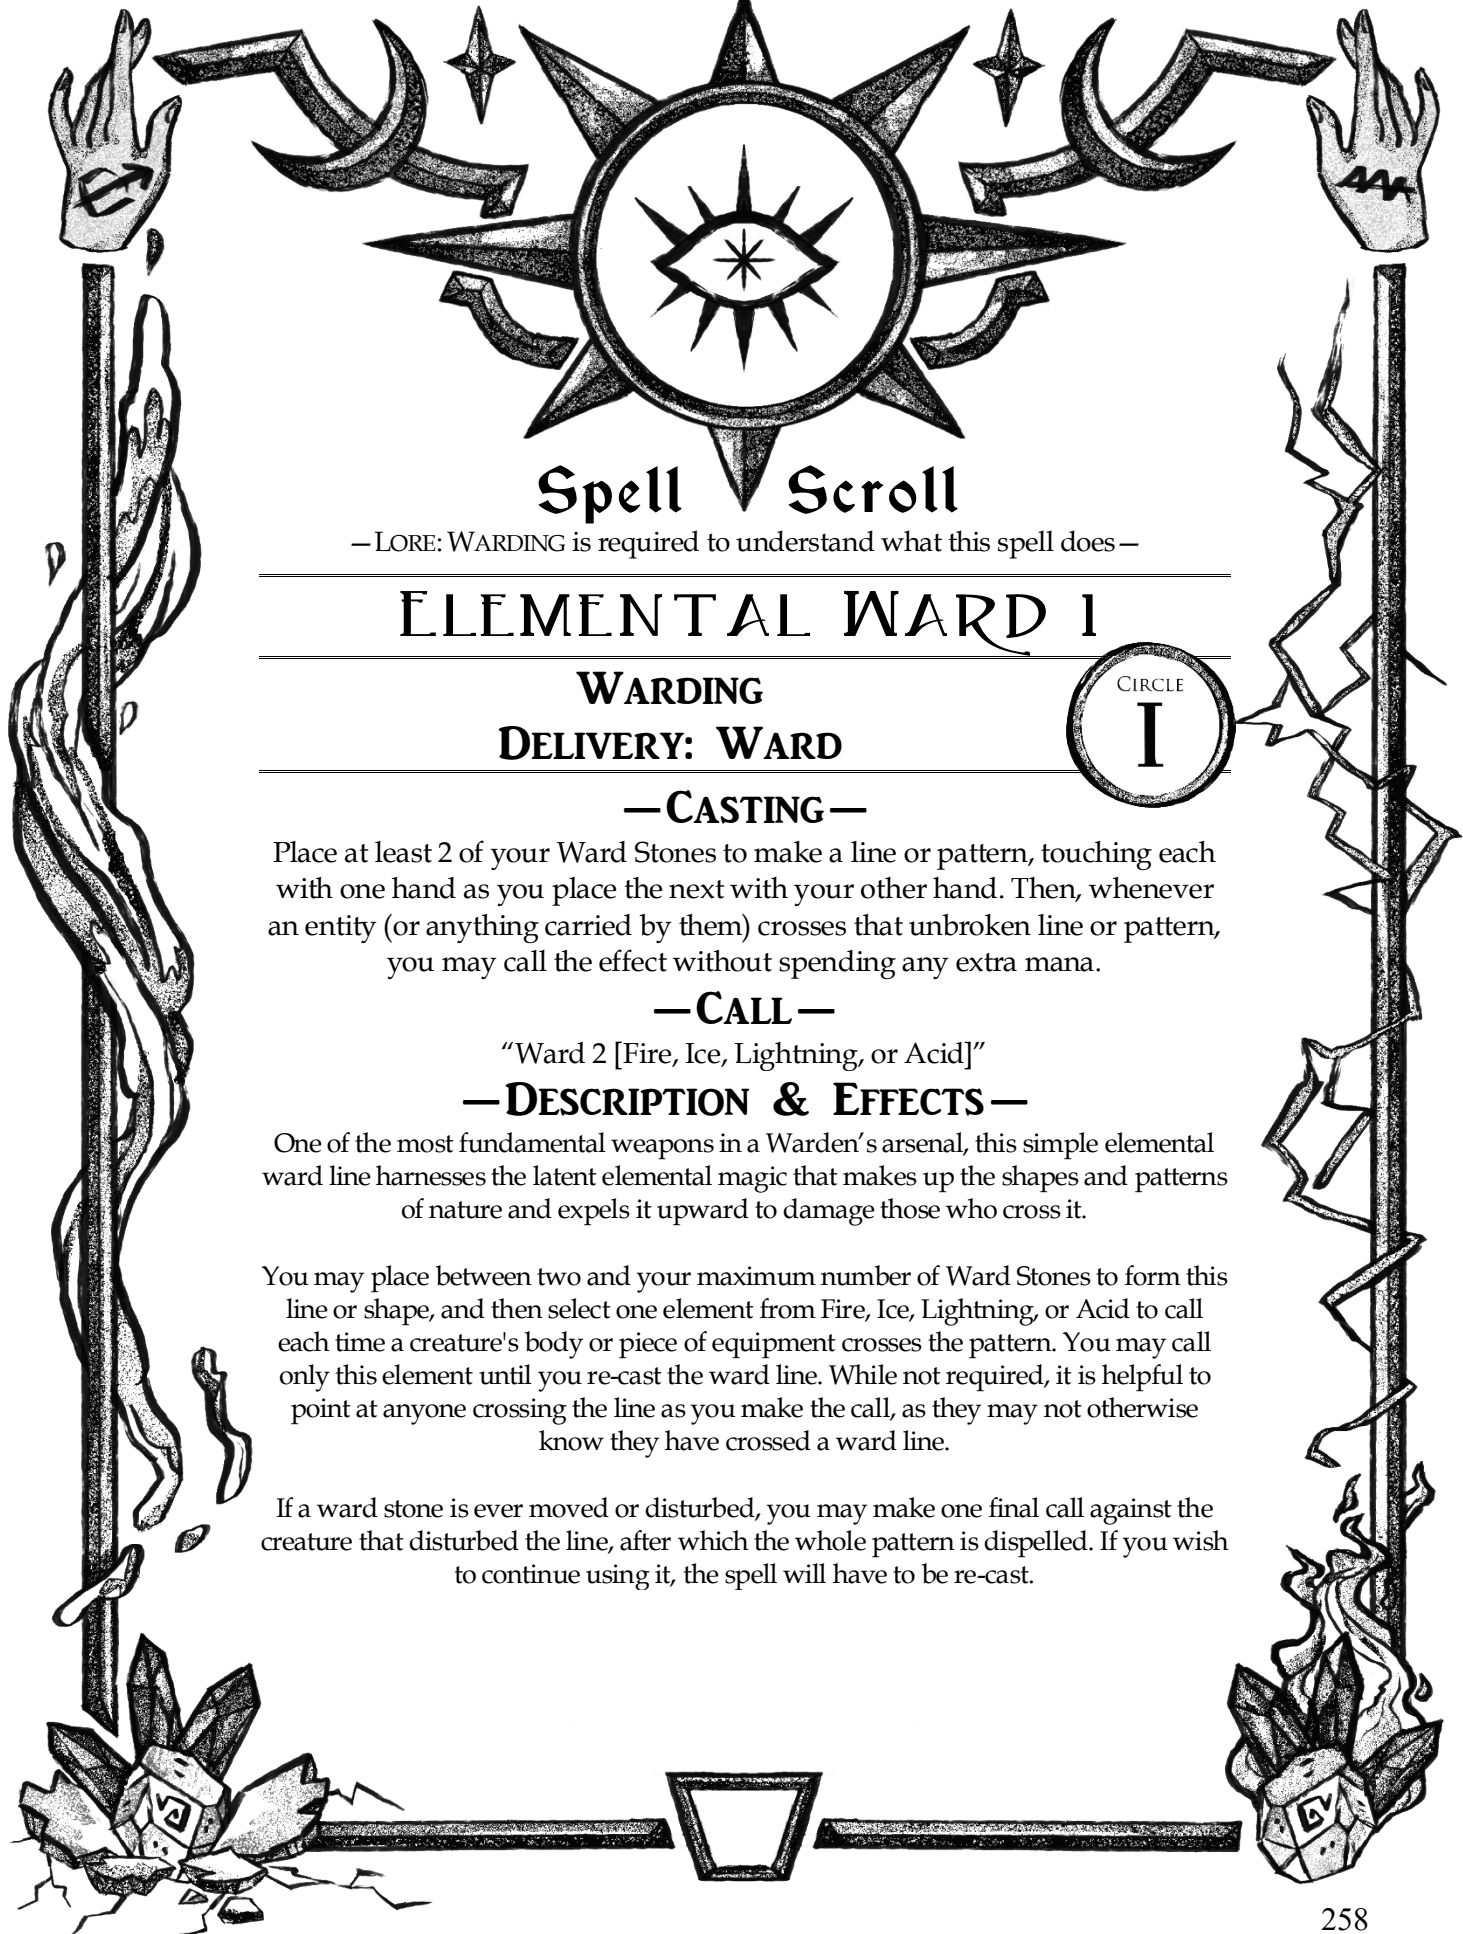 Spell Scroll
—LORE: WARDING is required to understand what this spell does—
ELEMENTAL WARD 1
WARDING
CIRCLE
I
DELIVERY: WARD
—CASTING—
Place at least 2 of your Ward Stones to make a line or pattern, touching each
with one hand as you place the next with your other hand. Then, whenever
an entity (or anything carried by them) crosses that unbroken line or pattern,
you may call the effect without spending any extra mana.
—CALL—
“Ward 2 [Fire, Ice, Lightning, or Acid]”
—DESCRIPTION & EFFECTS—
One of the most fundamental weapons in a Warden’s arsenal, this simple elemental
ward line harnesses the latent elemental magic that makes up the shapes and patterns
of nature and expels it upward to damage those who cross it.
You may place between two and your maximum number of Ward Stones to form this
line or shape, and then select one element from Fire, Ice, Lightning, or Acid to call
each time a creature's body or piece of equipment crosses the pattern. You may call
only this element until you re-cast the ward line. While not required, it is helpful to
point at anyone crossing the line as you make the call, as they may not otherwise
know they have crossed a ward line.
If a ward stone is ever moved or disturbed, you may make one final call against the
creature that disturbed the line, after which the whole pattern is dispelled. If you wish
to continue using it, the spell will have to be re-cast.
258